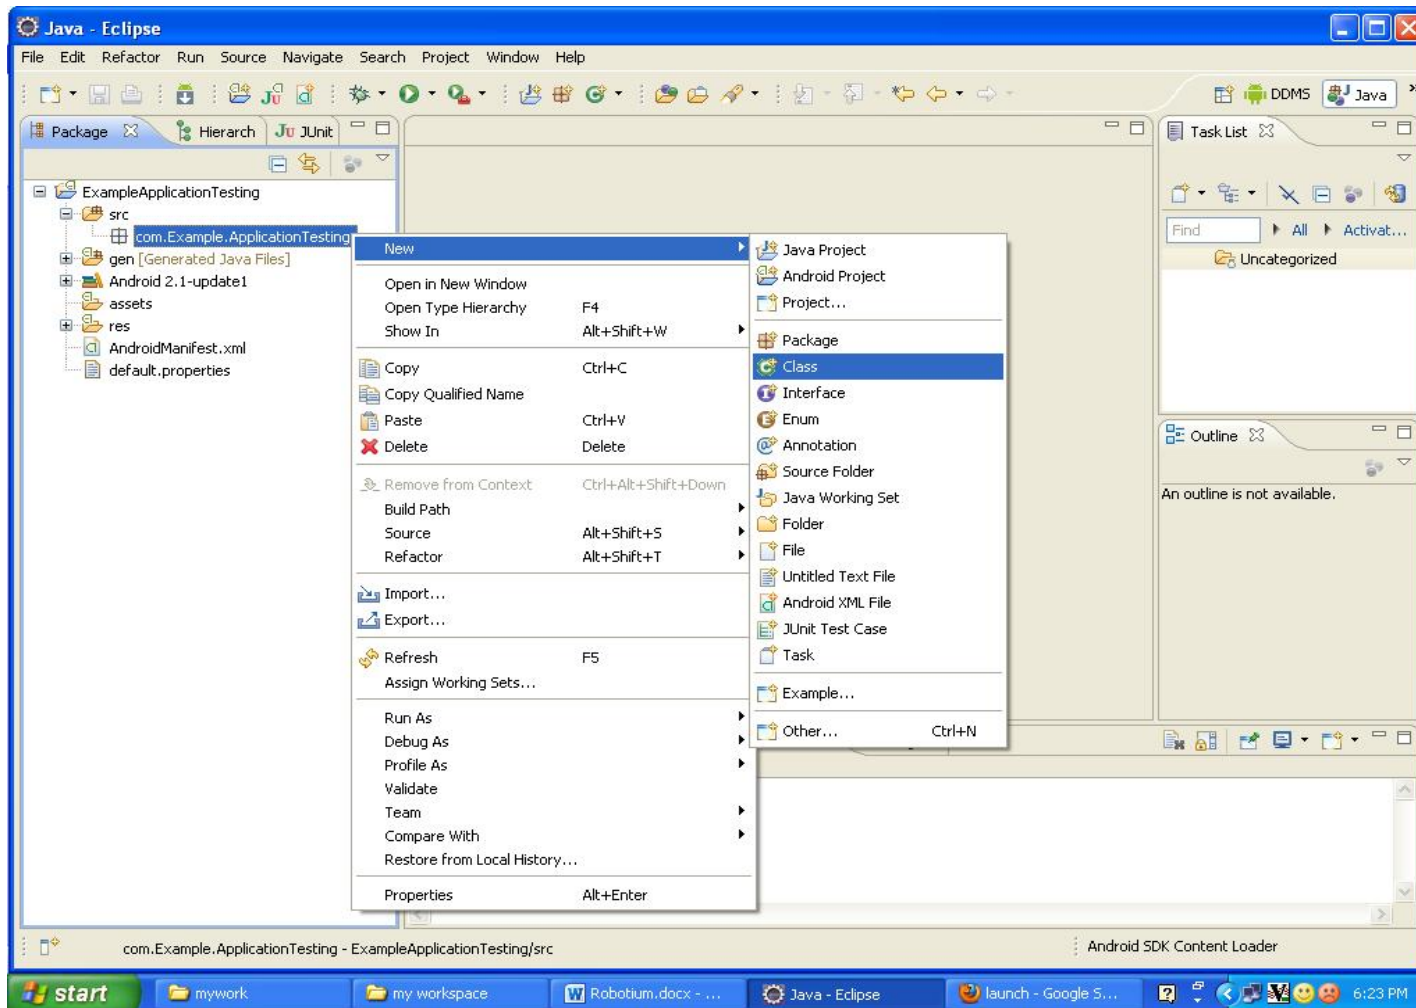 Java - Eclipse
File Edit Refactor Run Source Navigate Search Project Window Help
DDMS Java
Package Hierarch JUnit
Task List
ExampleApplicationTesting
src
com.Example.ApplicationTesting
gen [Generated Java Files]
Android 2.1-update1
assets
res
AndroidManifest.xml
default.properties
New
Open in New Window
Open Type Hierarchy F4
Show In Alt+Shift+W
Copy Ctrl+C
Copy Qualified Name
Paste Ctrl+V
Delete Delete
Remove from Context Ctrl+Alt+Shift+Down
Build Path
Source Alt+Shift+S
Refactor Alt+Shift+T
Import...
Export...
Refresh F5
Assign Working Sets...
Run As
Debug As
Profile As
Validate
Team
Compare With
Restore from Local History...
Properties Alt+Enter
Java Project
Android Project
Project...
Package
Class
Interface
Enum
Annotation
Source Folder
Java Working Set
Folder
File
Untitled Text File
Android XML File
JUnit Test Case
Task
Example...
Other... Ctrl+N
Find All Activat...
Uncategorized
Outline
An outline is not available.
com.Example.ApplicationTesting - ExampleApplicationTesting/src
Android SDK Content Loader
start
mywork
my workspace
Robotium.docx - ...
Java - Eclipse
launch - Google S...
6:23 PM